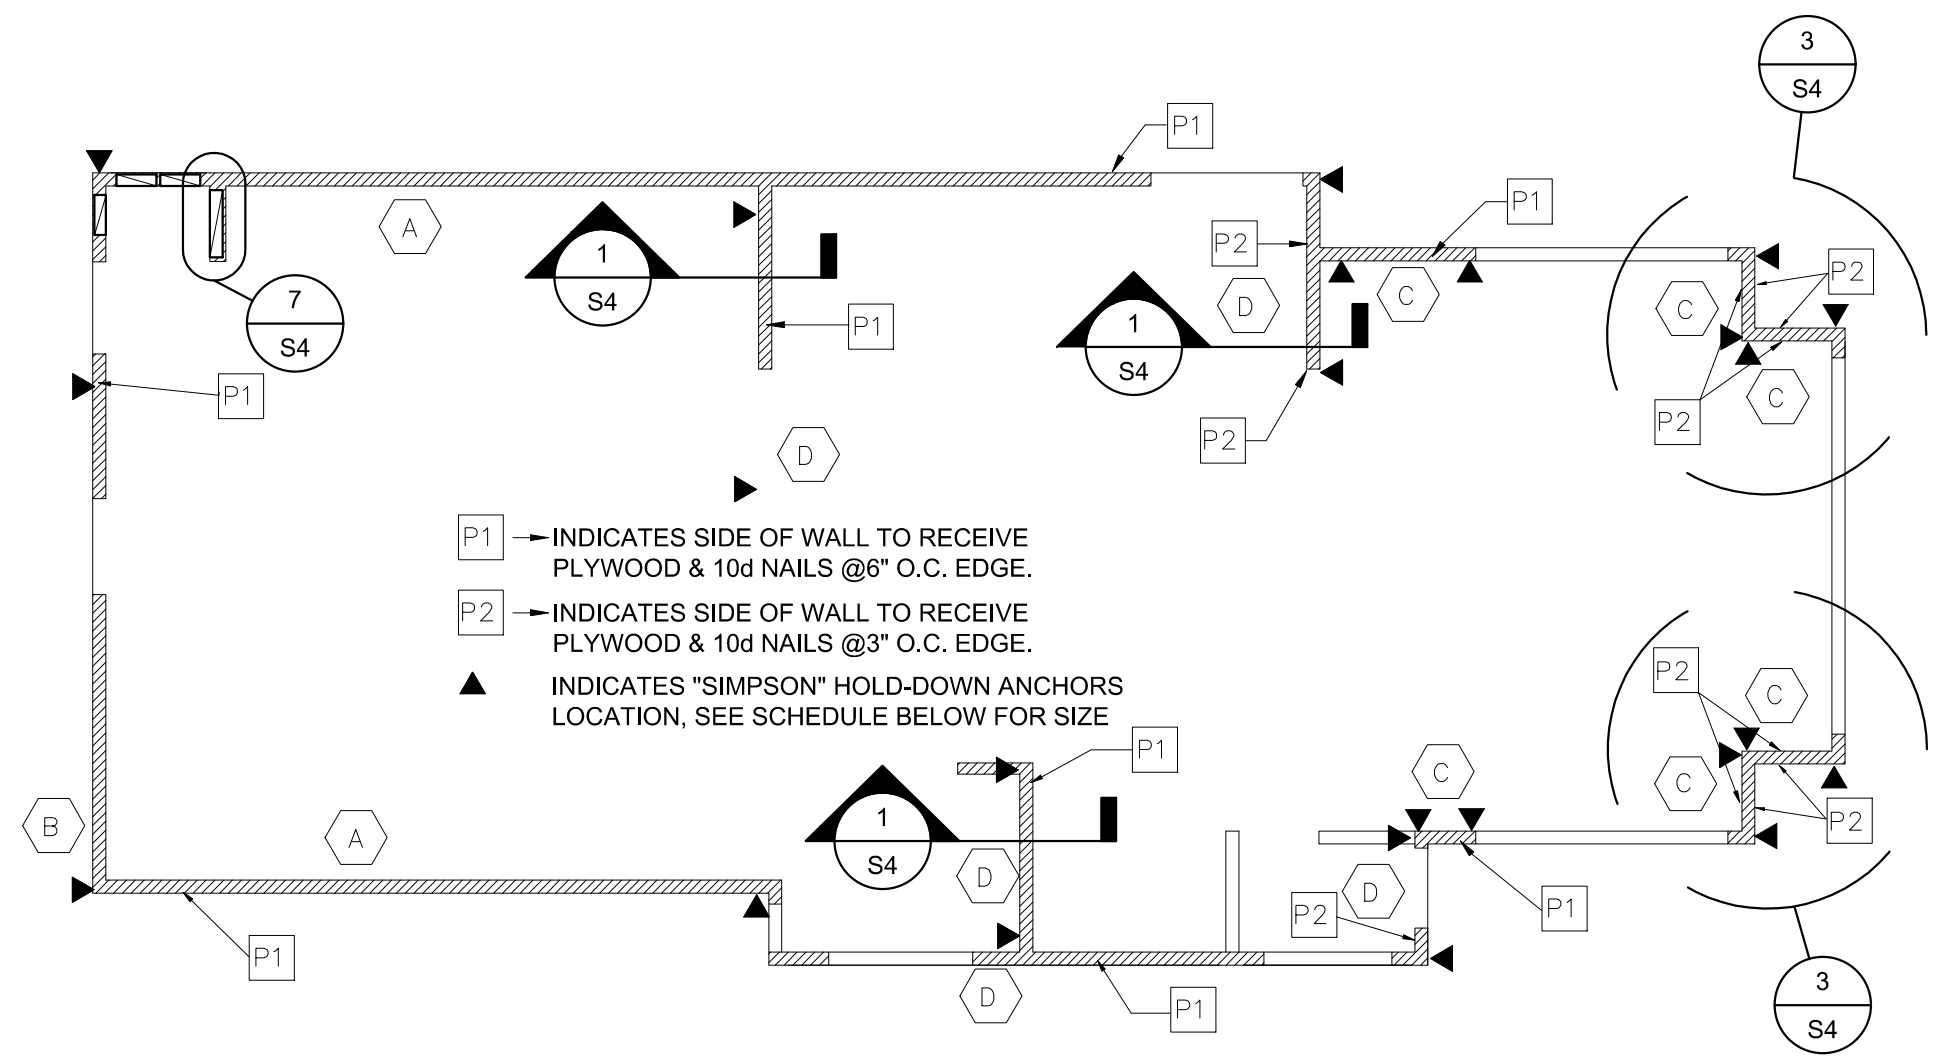 3
S4
P1
P1
A
1
S4
P2
D
C
C
P2
7
S4
P1
1
S4
P1
P2
C
P2
D
P1 INDICATES SIDE OF WALL TO RECEIVE
PLYWOOD & 10d NAILS @6" O.C. EDGE.
P2 INDICATES SIDE OF WALL TO RECEIVE
PLYWOOD & 10d NAILS @3" O.C. EDGE.
INDICATES "SIMPSON" HOLD-DOWN ANCHORS
LOCATION, SEE SCHEDULE BELOW FOR SIZE
P2
C
P1
C
C
B
A
1
S4
D
D
P2
P1
P2
P1
D
P1
3
S4